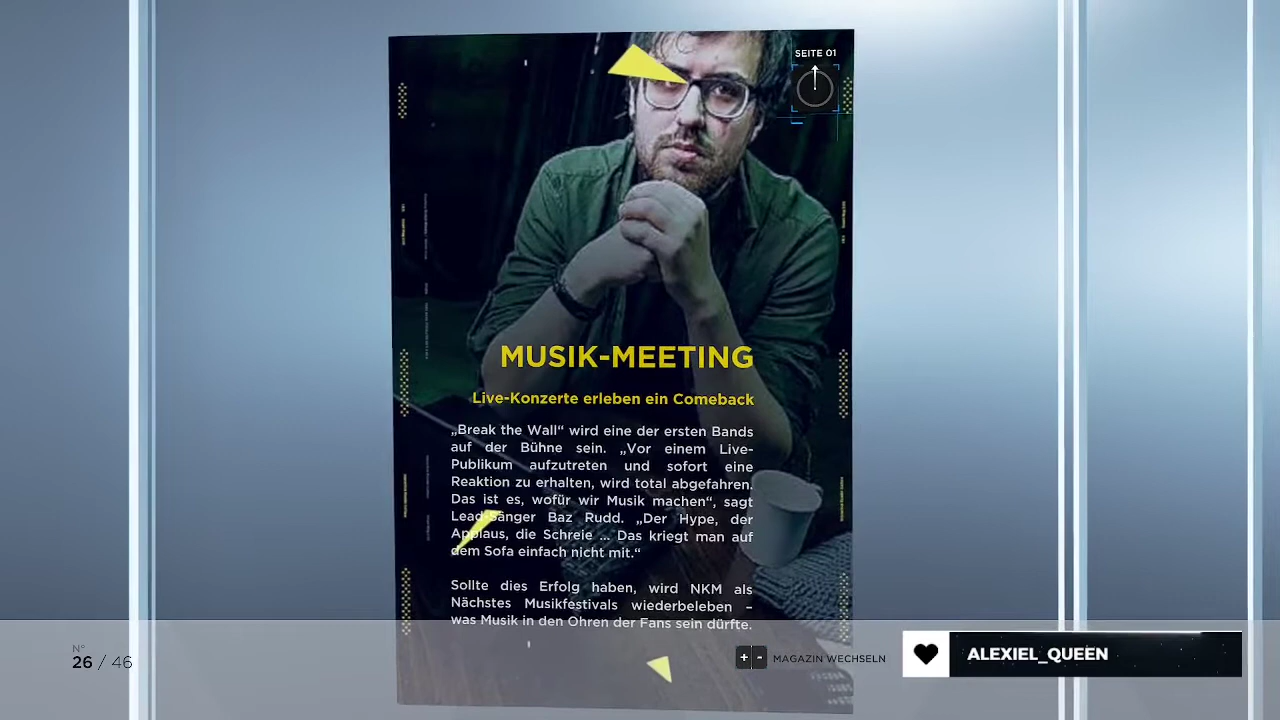 SEITE 01
MUSIK-MEETING
Live-Konzerte erleben ein Comeback
„Break the Wall“ wird eine der ersten Bands
auf der Bühne sein. „Vor einem Live-
Publikum aufzutreten und sofort eine
Reaktion zu erhalten, wird total abgefahren.
Das ist es, wofür wir Musik machen“, sagt
Lead-Sänger Baz Rudd. „Der Hype, der
Applaus, die Schreie ... Das kriegt man auf
dem Sofa einfach nicht mit.“
Sollte dies Erfolg haben, wird NKM als
Nächstes Musikfestivals wiederbeleben –
was Musik in den Ohren der Fans sein dürfte.
N°
26 / 46
+ - MAGAZIN WECHSELN
ALEXIEL_QUEEN